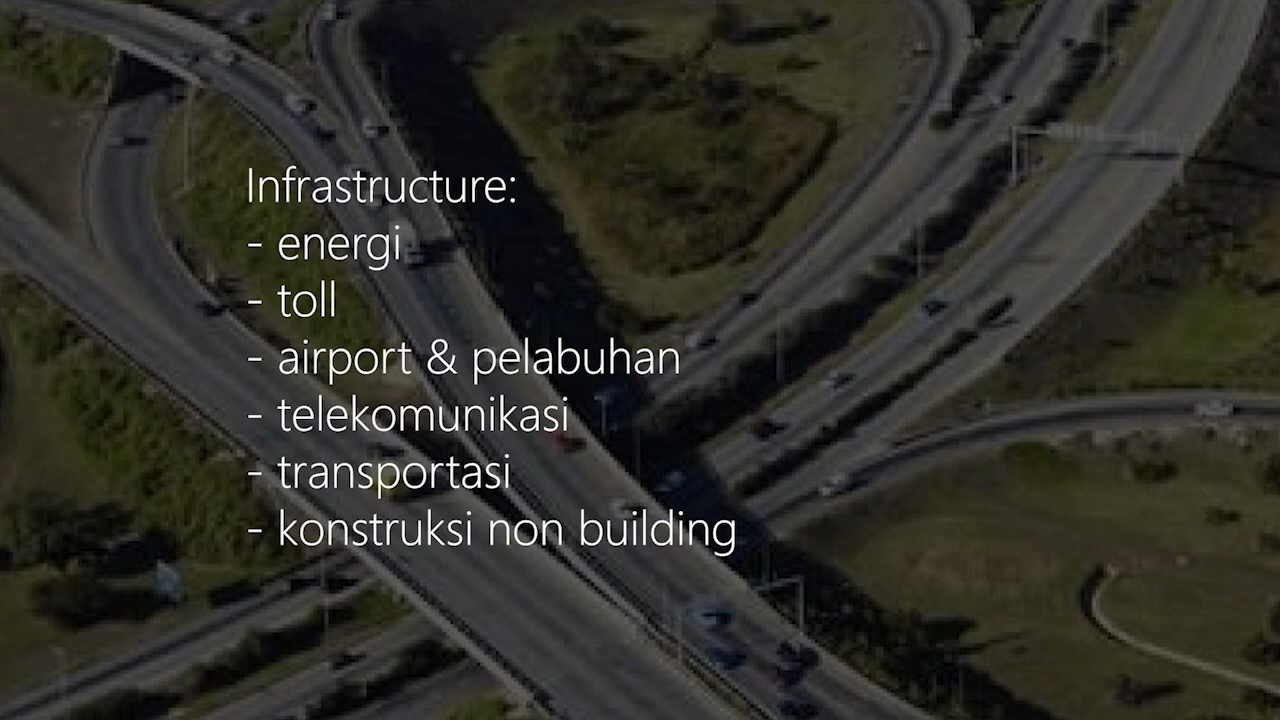 Infrastructure:
- energi
- toll
- airport & pelabuhan
- telekomunikasi
- transportasi
- konstruksi non building